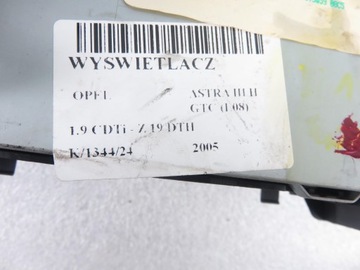 WYSWIETLACZ
OPEL ASTRA III H
GTC (L08)
1.9 CDTi - Z 19 DTH
K/1344/24 2005